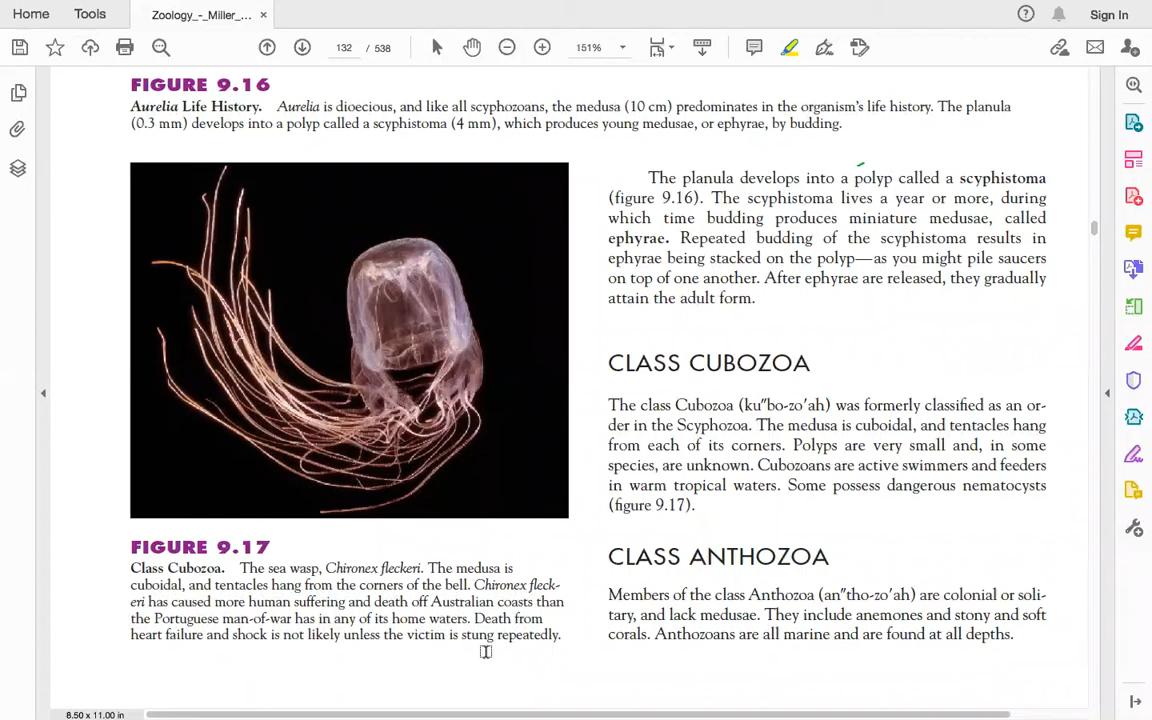 Home
Tools
Zoology_-_Miller_...
×
Sign In
132 / 538
151%
FIGURE 9.16
Aurelia Life History. Aurelia is dioecious, and like all scyphozoans, the medusa (10 cm) predominates in the organism's life history. The planula
(0.3 mm) develops into a polyp called a scyphistoma (4 mm), which produces young medusae, or ephyrae, by budding.
FIGURE 9.17
Class Cubozoa. The sea wasp, Chironex fleckeri. The medusa is
cuboidal, and tentacles hang from the corners of the bell. Chironex fleck-
eri has caused more human suffering and death off Australian coasts than
the Portuguese man-of-war has in any of its home waters. Death from
heart failure and shock is not likely unless the victim is stung repeatedly.
The planula develops into a polyp called a scyphistoma
(figure 9.16). The scyphistoma lives a year or more, during
which time budding produces miniature medusae, called
ephyrae. Repeated budding of the scyphistoma results in
ephyrae being stacked on the polyp—as you might pile saucers
on top of one another. After ephyrae are released, they gradually
attain the adult form.
CLASS CUBOZOA
The class Cubozoa (ku″bo-zo′ah) was formerly classified as an or-
der in the Scyphozoa. The medusa is cuboidal, and tentacles hang
from each of its corners. Polyps are very small and, in some
species, are unknown. Cubozoans are active swimmers and feeders
in warm tropical waters. Some possess dangerous nematocysts
(figure 9.17).
CLASS ANTHOZOA
Members of the class Anthozoa (an″tho-zo′ah) are colonial or soli-
tary, and lack medusae. They include anemones and stony and soft
corals. Anthozoans are all marine and are found at all depths.
8.50 x 11.00 in